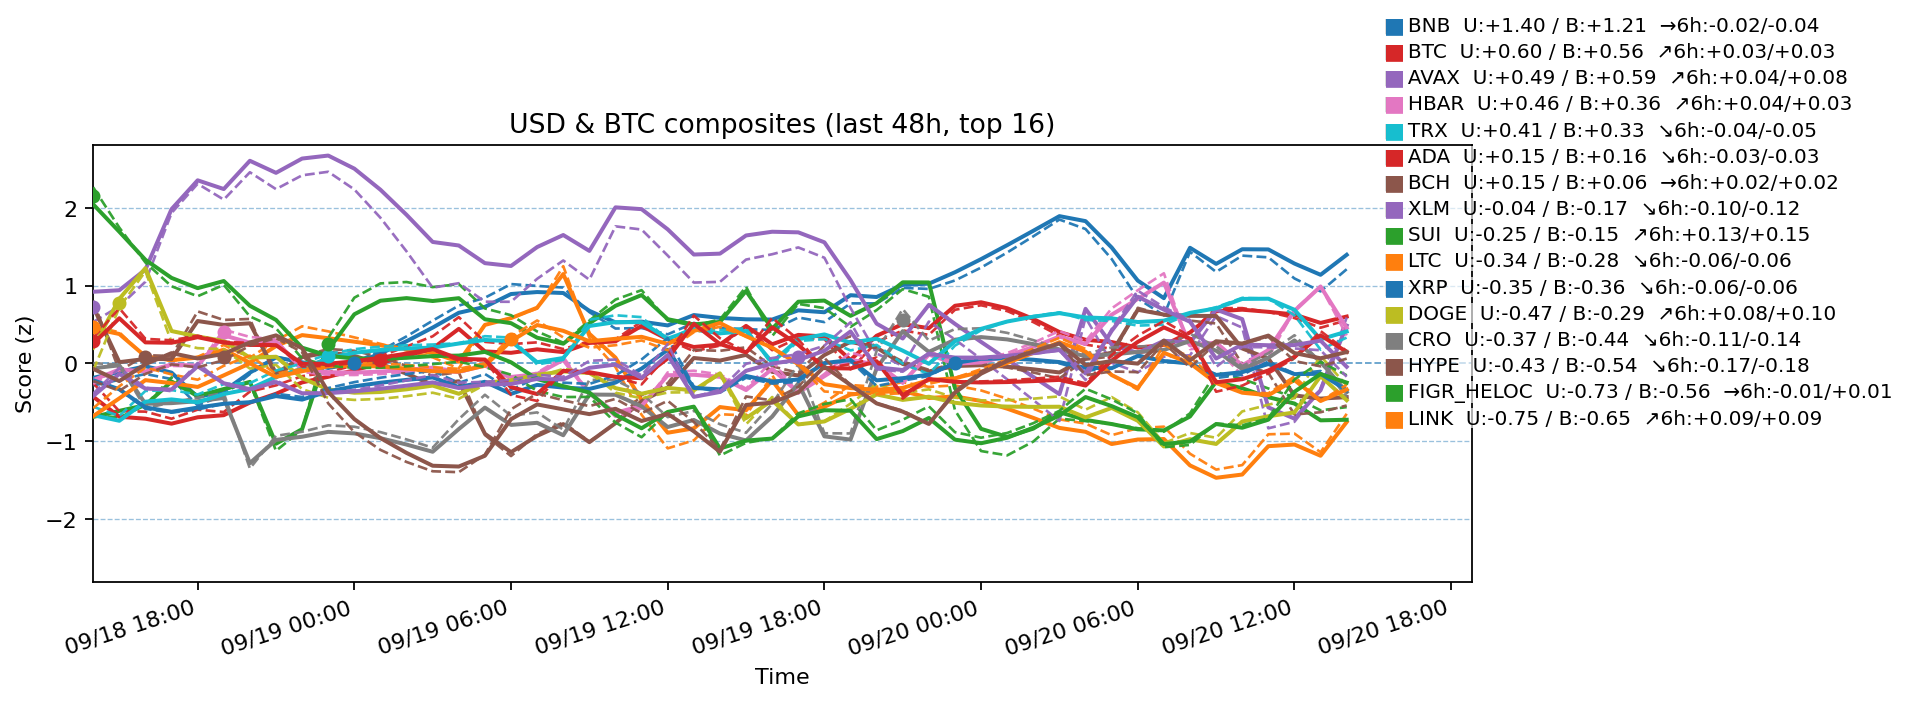 BNB  U:+1.40 / B:+1.21  →6h:-0.02/-0.04
BTC  U:+0.60 / B:+0.56  ↗6h:+0.03/+0.03
AVAX  U:+0.49 / B:+0.59  ↗6h:+0.04/+0.08
HBAR  U:+0.46 / B:+0.36  ↗6h:+0.04/+0.03
TRX  U:+0.41 / B:+0.33  ↘6h:-0.04/-0.05
ADA  U:+0.15 / B:+0.16  ↘6h:-0.03/-0.03
BCH  U:+0.15 / B:+0.06  →6h:+0.02/+0.02
XLM  U:-0.04 / B:-0.17  ↘6h:-0.10/-0.12
SUI  U:-0.25 / B:-0.15  ↗6h:+0.13/+0.15
LTC  U:-0.34 / B:-0.28  ↘6h:-0.06/-0.06
XRP  U:-0.35 / B:-0.36  ↘6h:-0.06/-0.06
DOGE  U:-0.47 / B:-0.29  ↗6h:+0.08/+0.10
CRO  U:-0.37 / B:-0.44  ↘6h:-0.11/-0.14
HYPE  U:-0.43 / B:-0.54  ↘6h:-0.17/-0.18
FIGR_HELOC  U:-0.73 / B:-0.56  →6h:-0.01/+0.01
LINK  U:-0.75 / B:-0.65  ↗6h:+0.09/+0.09
USD & BTC composites (last 48h, top 16)
Score (z)
2
1
0
−1
−2
09/18 18:00
09/19 00:00
09/19 06:00
09/19 12:00
09/19 18:00
09/20 00:00
09/20 06:00
09/20 12:00
09/20 18:00
Time